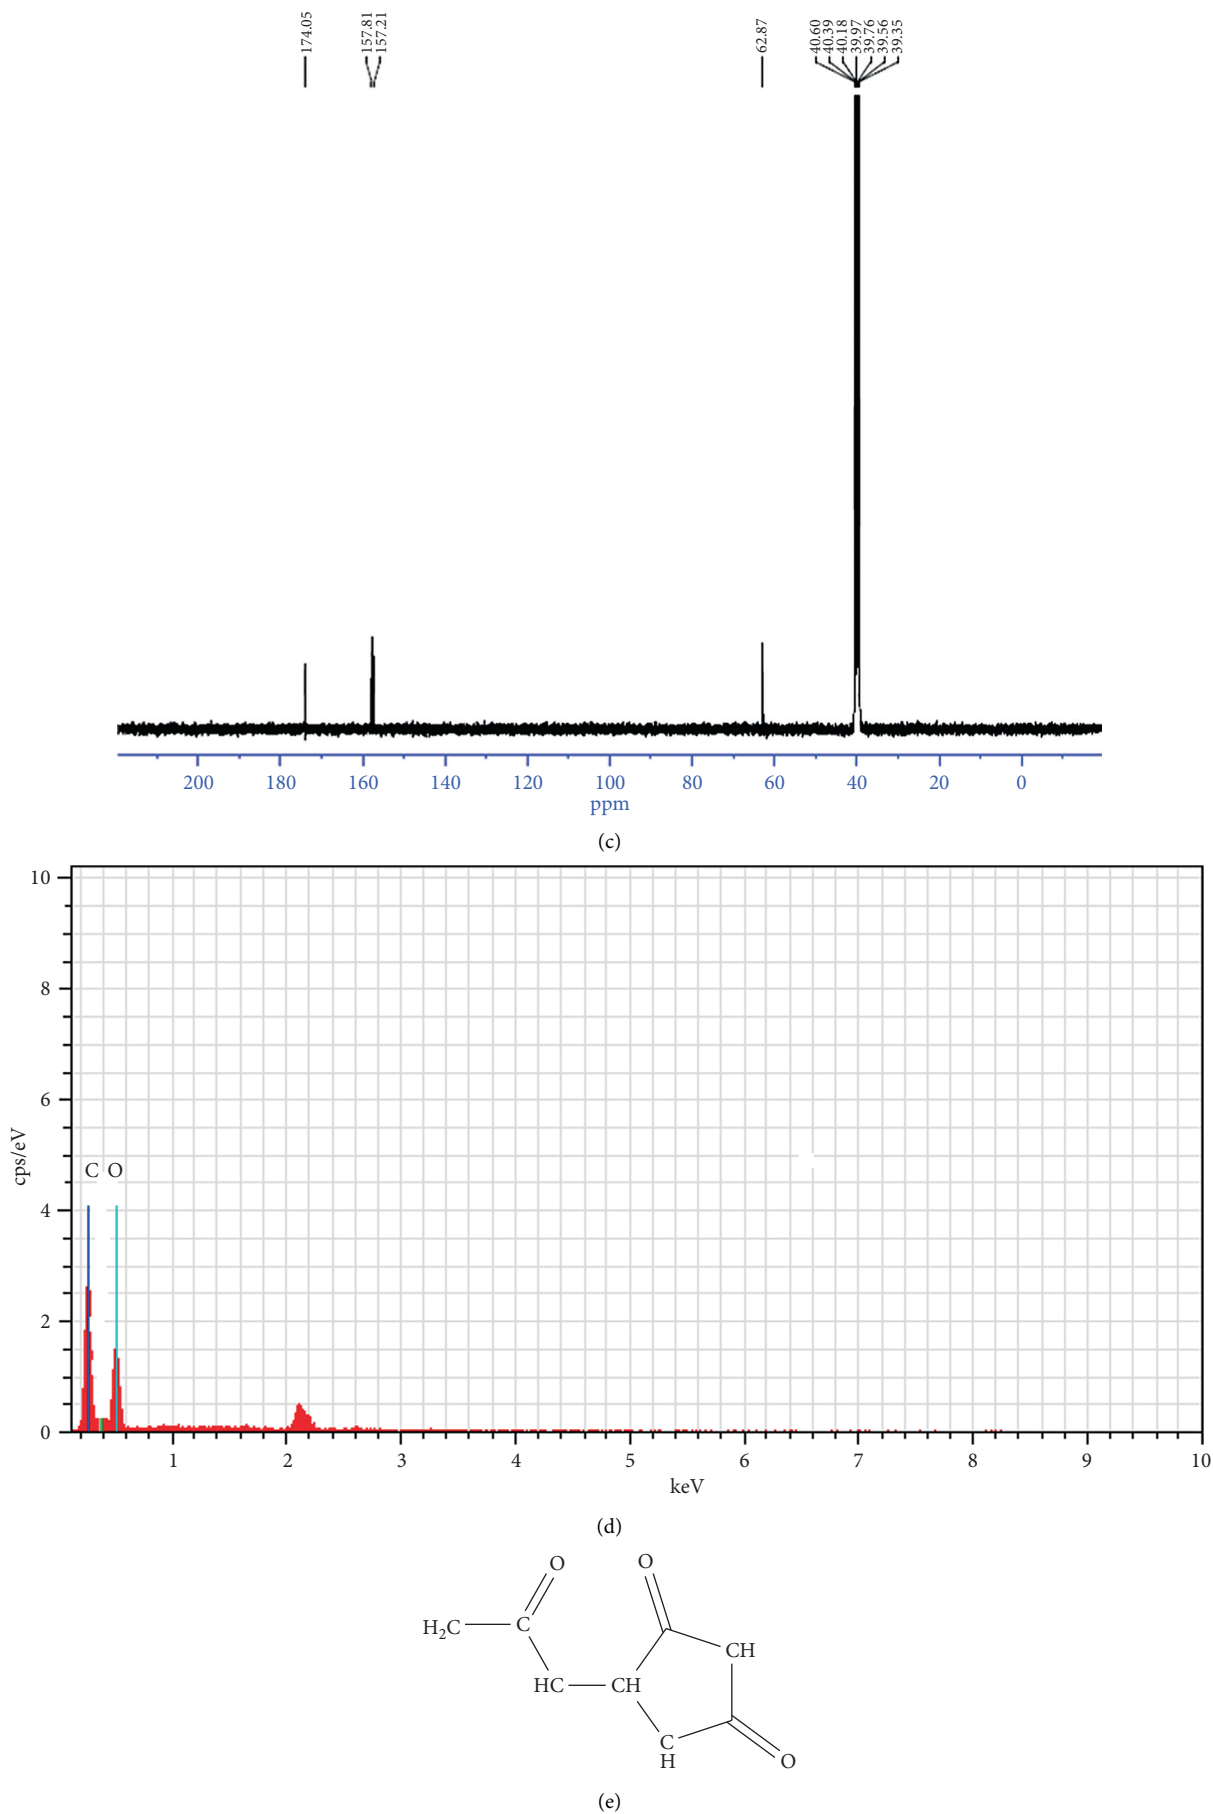 174.05
157.81
157.21
62.87
40.60
40.39
40.18
39.97
39.76
39.56
39.35
200 180 160 140 120 100 80 60 40 20 0
ppm
(c)
10
8
6
4
2
0
cps/eV
C O
1 2 3 4 5 6 7 8 9 10
keV
(d)
O O
H₂C C CH
HC CH
C
H O
(e)